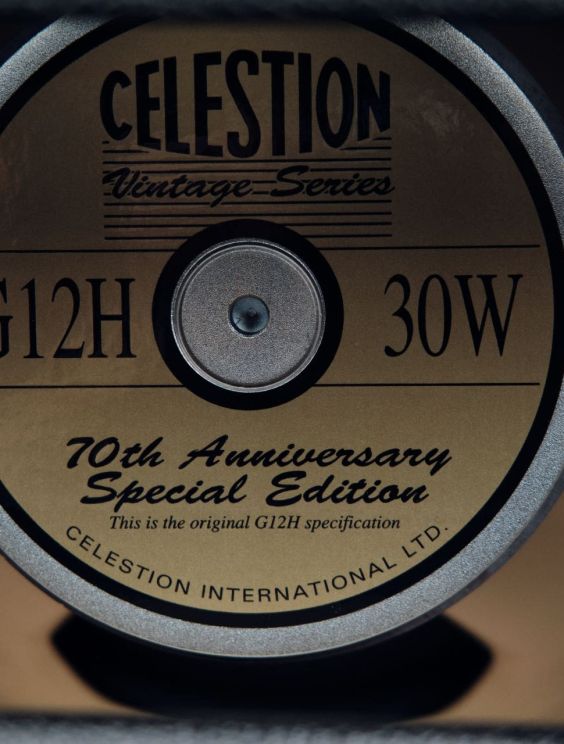 CELESTION
Vintage Series
G12H 30W
70th Anniversary
Special Edition
This is the original G12H specification
CELESTION INTERNATIONAL LTD.